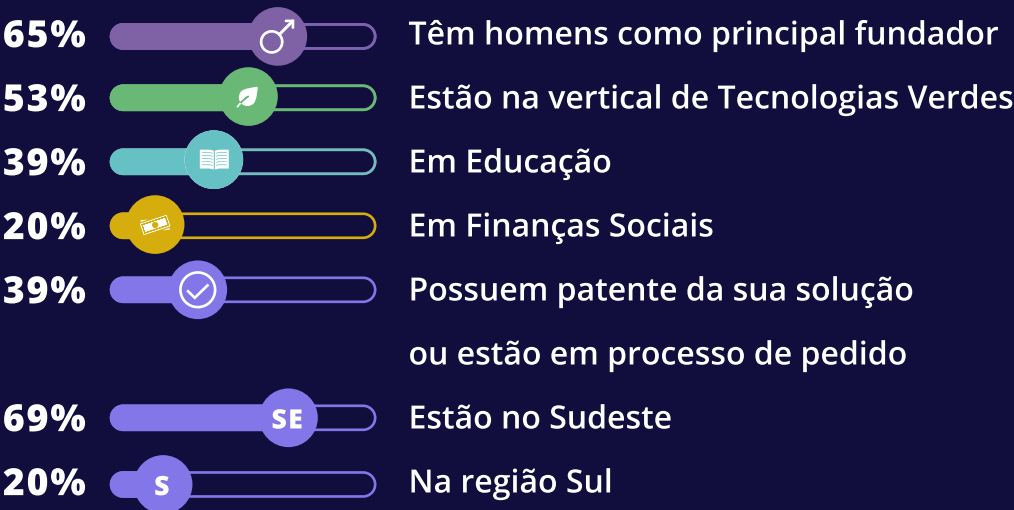 65% Têm homens como principal fundador
53% Estão na vertical de Tecnologias Verdes
39% Em Educação
20% Em Finanças Sociais
39% Possuem patente da sua solução
ou estão em processo de pedido
69% SE Estão no Sudeste
20% S Na região Sul